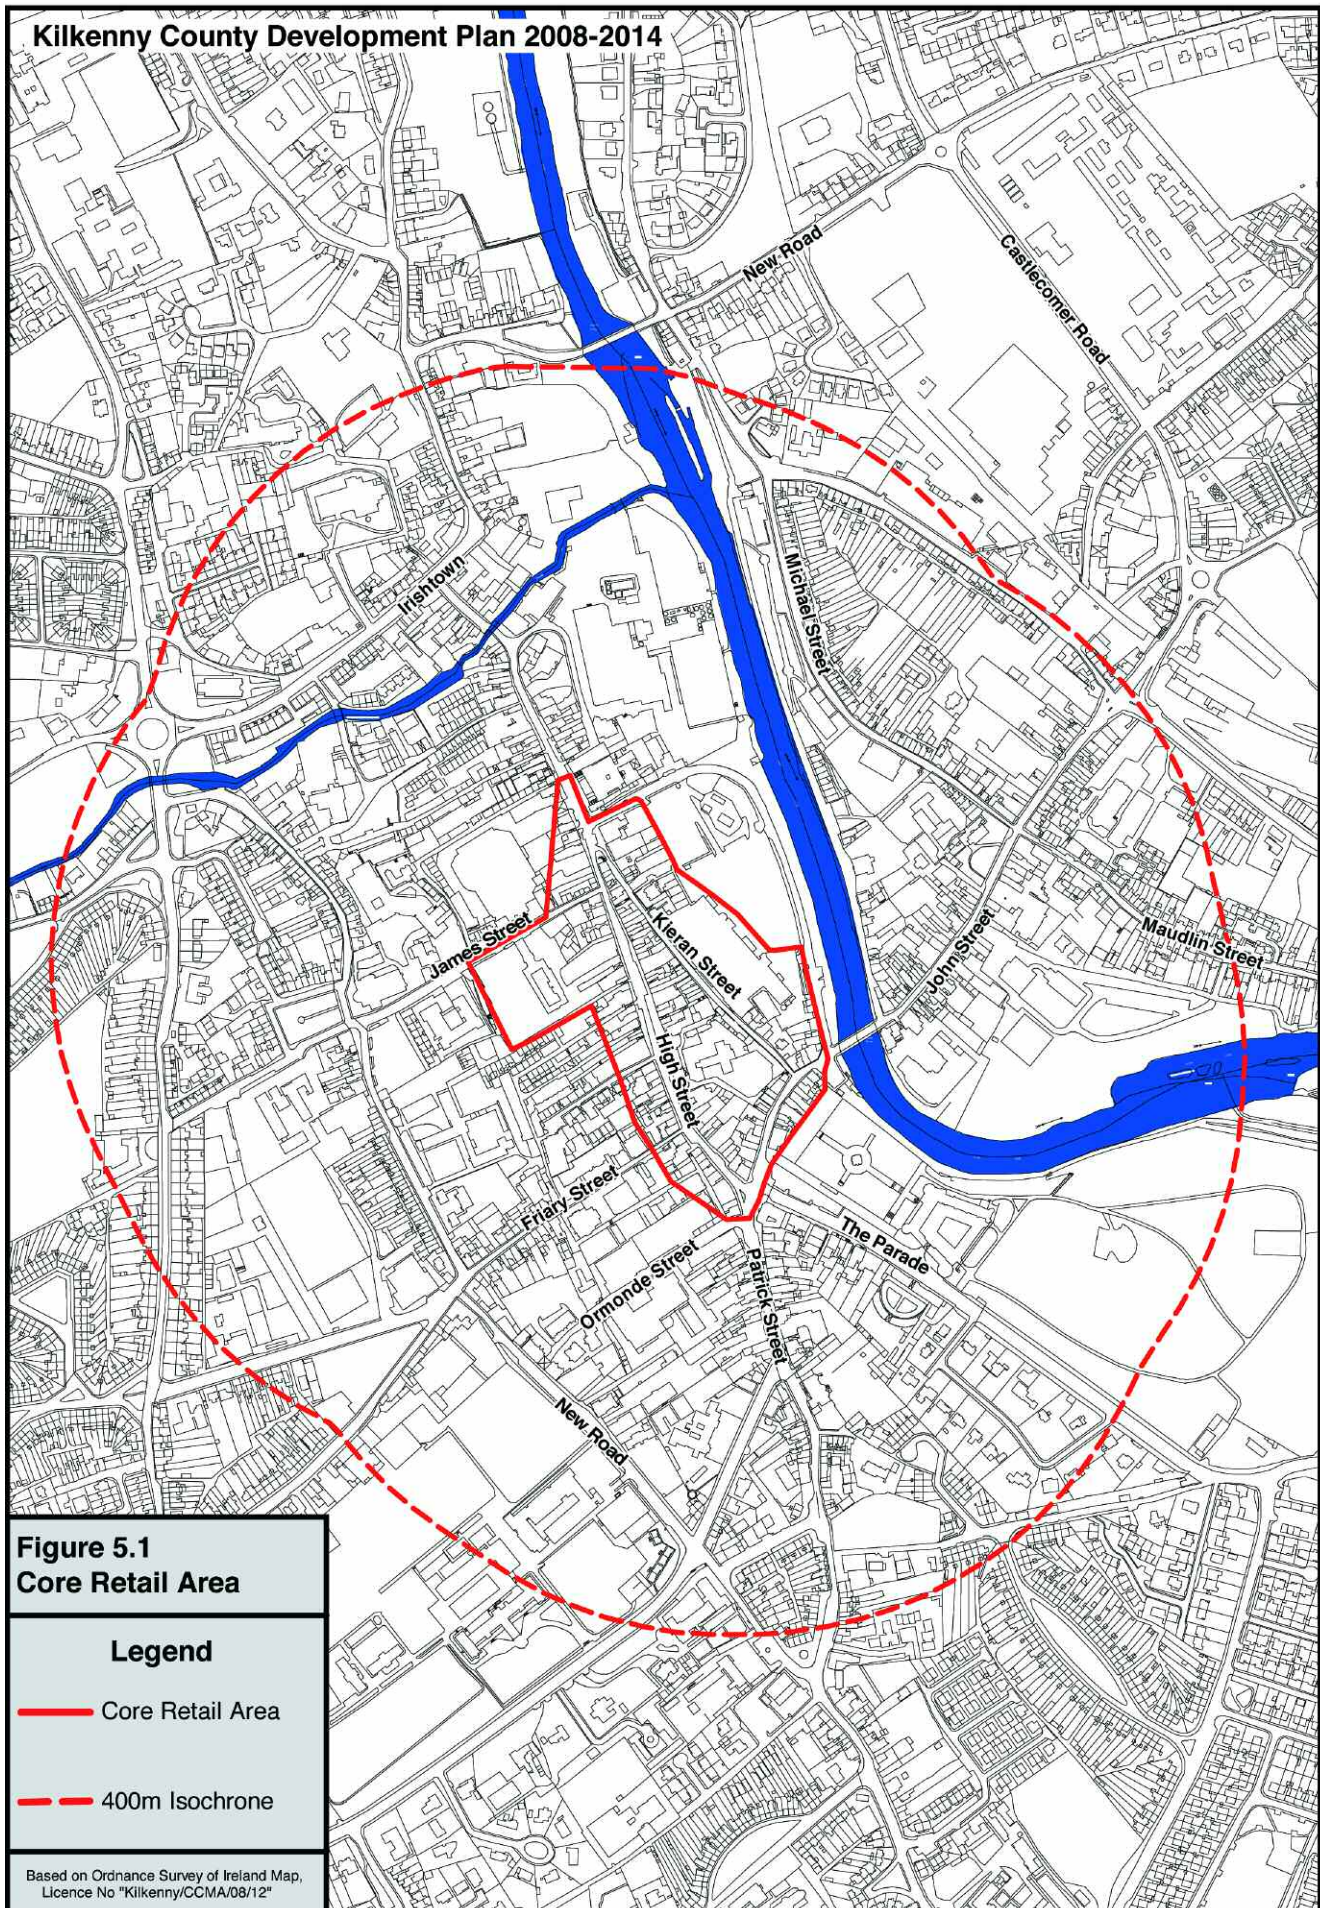 Kilkenny County Development Plan 2008-2014
New Road
Castlecomer Road
Irishtown
Michael Street
James Street
Kieran Street
John Street
Maudlin Street
High Street
Friary Street
The Parade
Ormonde Street
Patrick Street
New Road
Figure 5.1
Core Retail Area
Legend
Core Retail Area
400m Isochrone
Based on Ordnance Survey of Ireland Map,
Licence No "Kilkenny/CCMA/08/12"